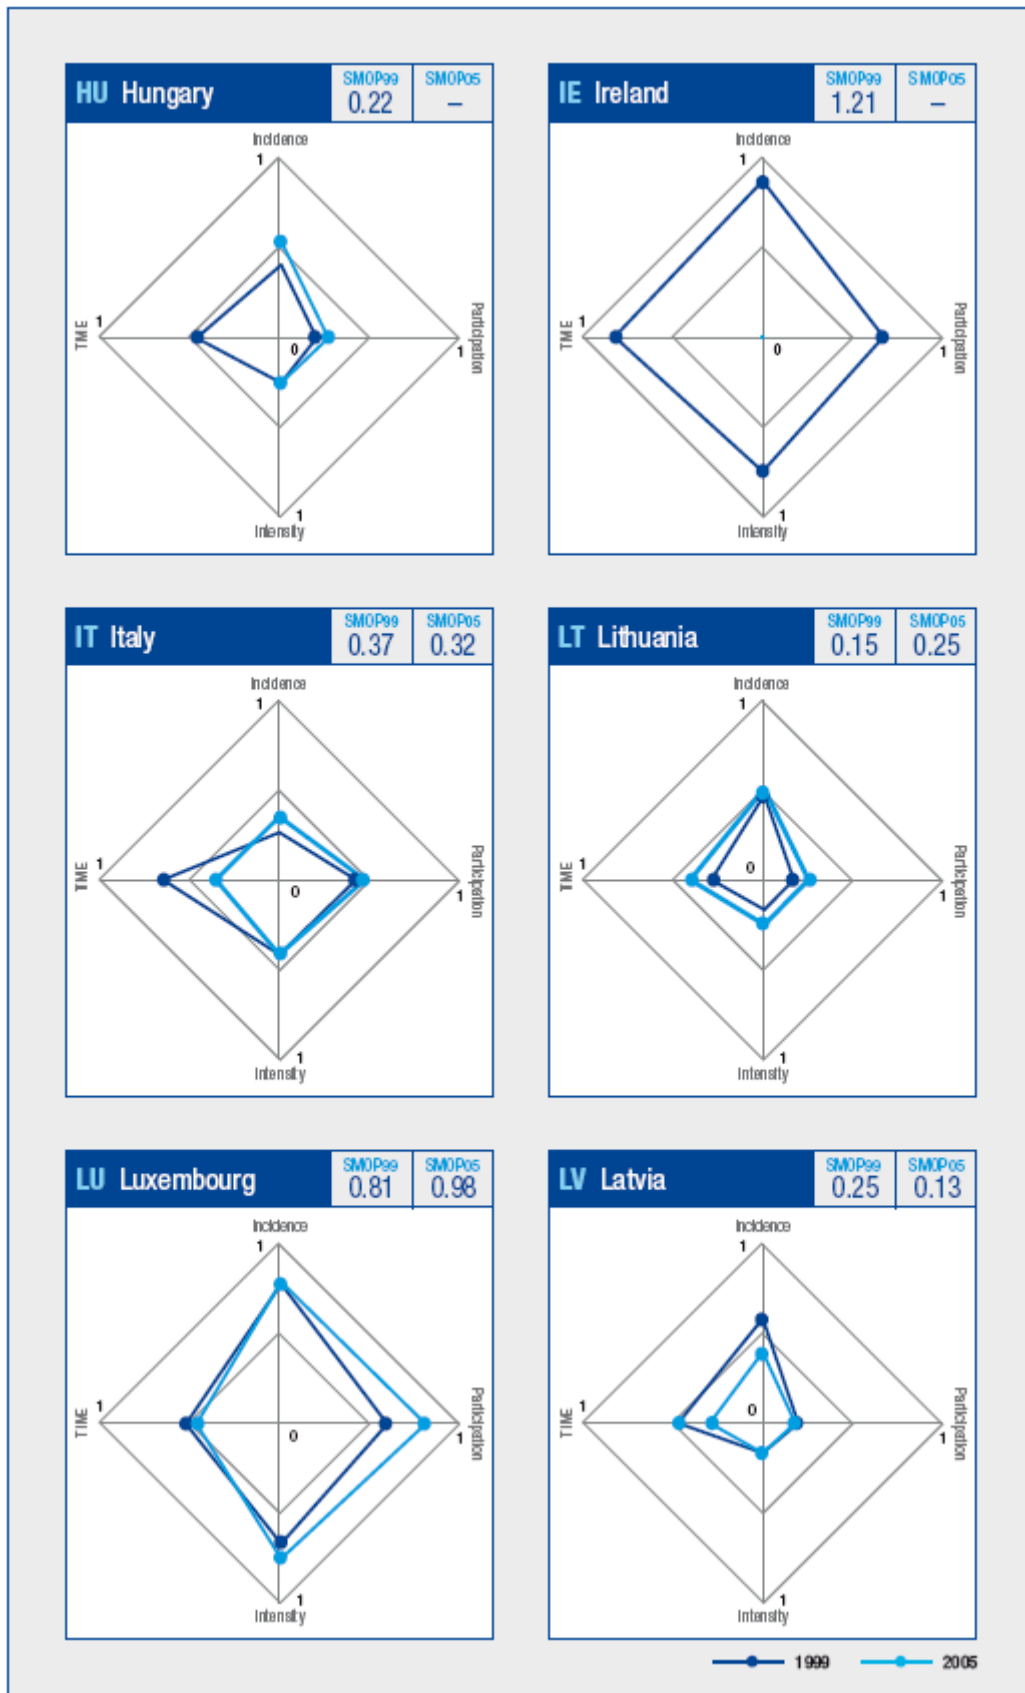 HU Hungary SMOP99 0.22 SMOP05 –
Incidence
1
TIME 1 0 1 Participation
1
Intensity
IE Ireland SMOP99 1.21 SMOP05 –
Incidence
1
TIME 1 0 1 Participation
1
Intensity
IT Italy SMOP99 0.37 SMOP05 0.32
Incidence
1
TIME 1 0 1 Participation
1
Intensity
LT Lithuania SMOP99 0.15 SMOP05 0.25
Incidence
1
TIME 1 0 1 Participation
1
Intensity
LU Luxembourg SMOP99 0.81 SMOP05 0.98
Incidence
1
TIME 1 0 1 Participation
1
Intensity
LV Latvia SMOP99 0.25 SMOP05 0.13
Incidence
1
TIME 1 0 1 Participation
1
Intensity
1999 2005